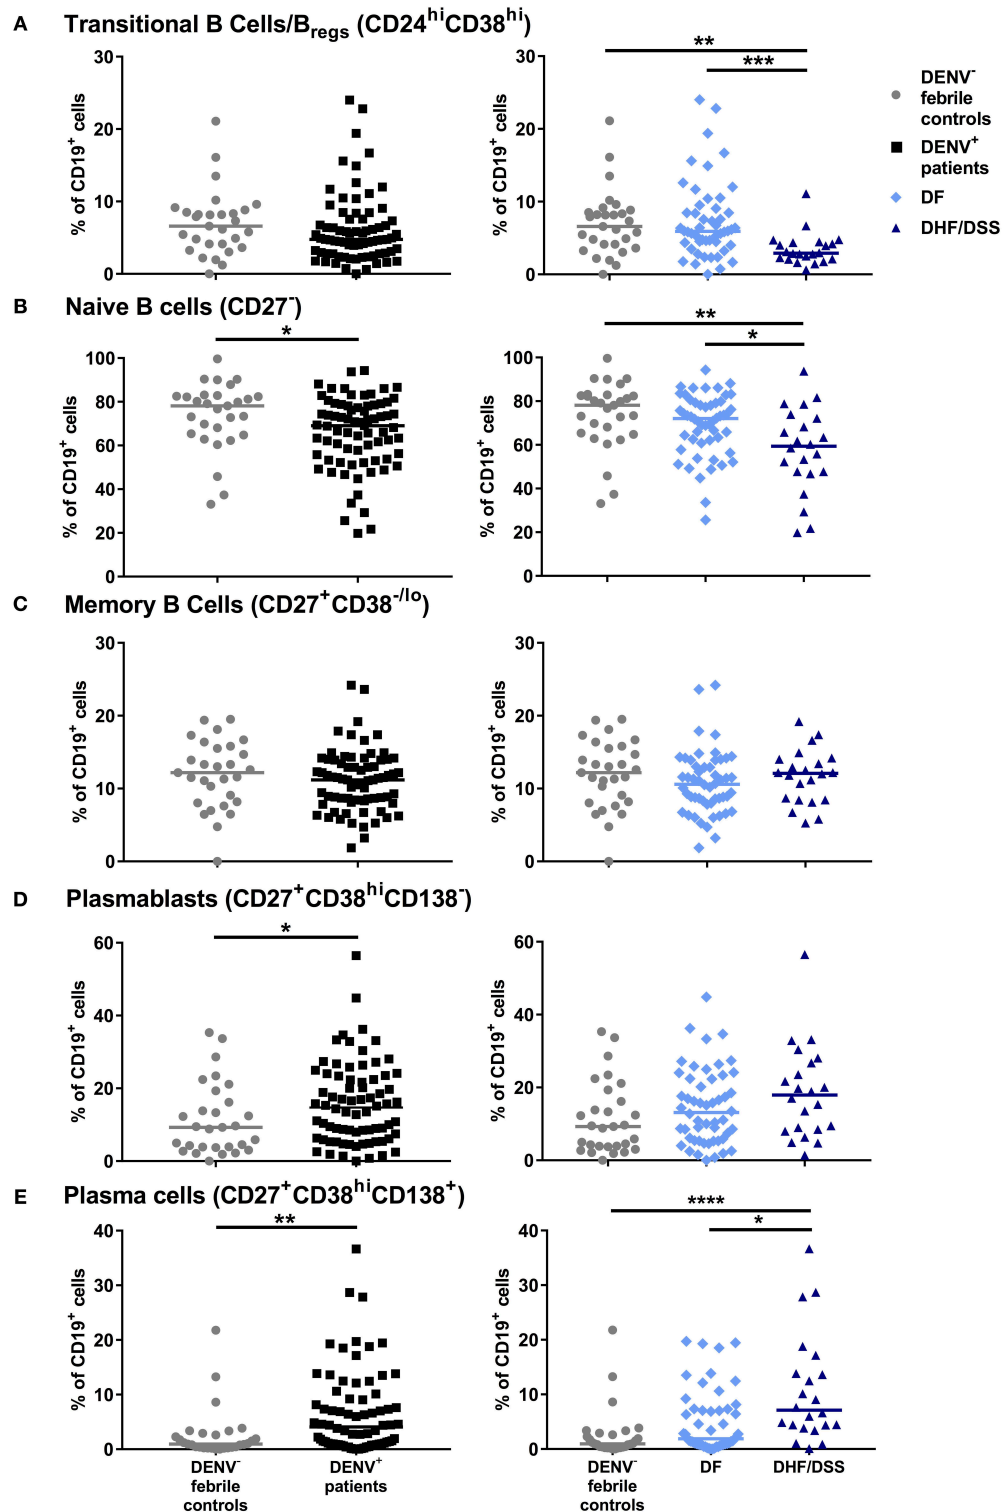 A Transitional B Cells/Bregs (CD24hiCD38hi)
30
20
10
0
% of CD19+ cells
30
20
10
0
% of CD19+ cells
**
***
DENV-
febrile
controls
DENV+
patients
DF
DHF/DSS
B Naive B cells (CD27-)
100
80
60
40
20
0
% of CD19+ cells
*
100
80
60
40
20
0
% of CD19+ cells
**
*
C Memory B Cells (CD27+CD38-/lo)
30
20
10
0
% of CD19+ cells
30
20
10
0
% of CD19+ cells
D Plasmablasts (CD27+CD38hiCD138-)
60
40
20
0
% of CD19+ cells
*
60
40
20
0
% of CD19+ cells
E Plasma cells (CD27+CD38hiCD138+)
40
30
20
10
0
% of CD19+ cells
**
DENV-
febrile
controls
DENV+
patients
40
30
20
10
0
% of CD19+ cells
****
*
DENV-
febrile
controls
DF
DHF/DSS